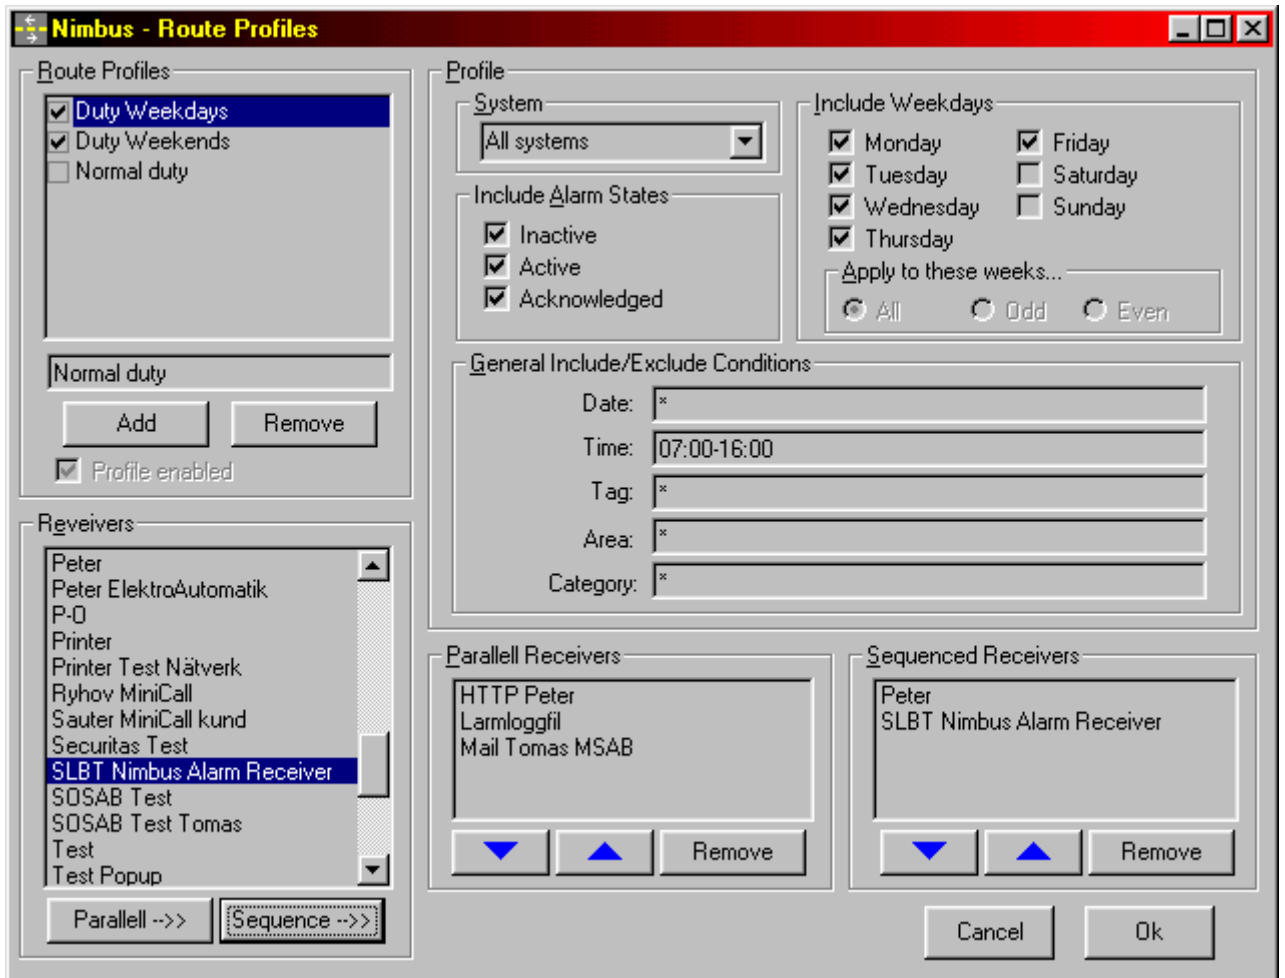 Nimbus - Route Profiles
Route Profiles
Duty Weekdays
Duty Weekends
Normal duty
Normal duty
Add
Remove
Profile enabled
Reveivers
Peter
Peter ElektroAutomatik
P-O
Printer
Printer Test Nätverk
Ryhov MiniCall
Sauter MiniCall kund
Securitas Test
SLBT Nimbus Alarm Receiver
SOSAB Test
SOSAB Test Tomas
Test
Test Popup
Parallell -->>
Sequence -->>
Profile
System
All systems
Include Alarm States
Inactive
Active
Acknowledged
Include Weekdays
Monday
Tuesday
Wednesday
Thursday
Friday
Saturday
Sunday
Apply to these weeks...
All
Odd
Even
General Include/Exclude Conditions
Date: *
Time: 07:00-16:00
Tag: *
Area: *
Category: *
Parallell Receivers
HTTP Peter
Larmloggfil
Mail Tomas MSAB
Remove
Sequenced Receivers
Peter
SLBT Nimbus Alarm Receiver
Remove
Cancel
Ok